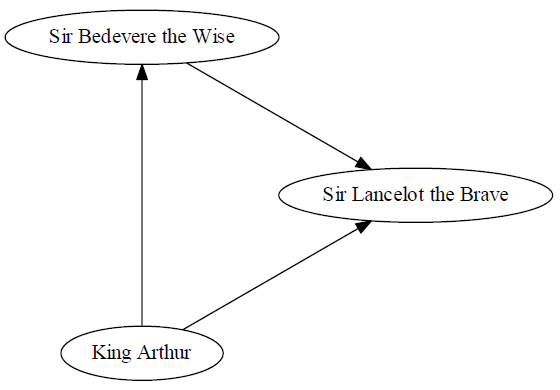 Sir Bedevere the Wise
Sir Lancelot the Brave
King Arthur